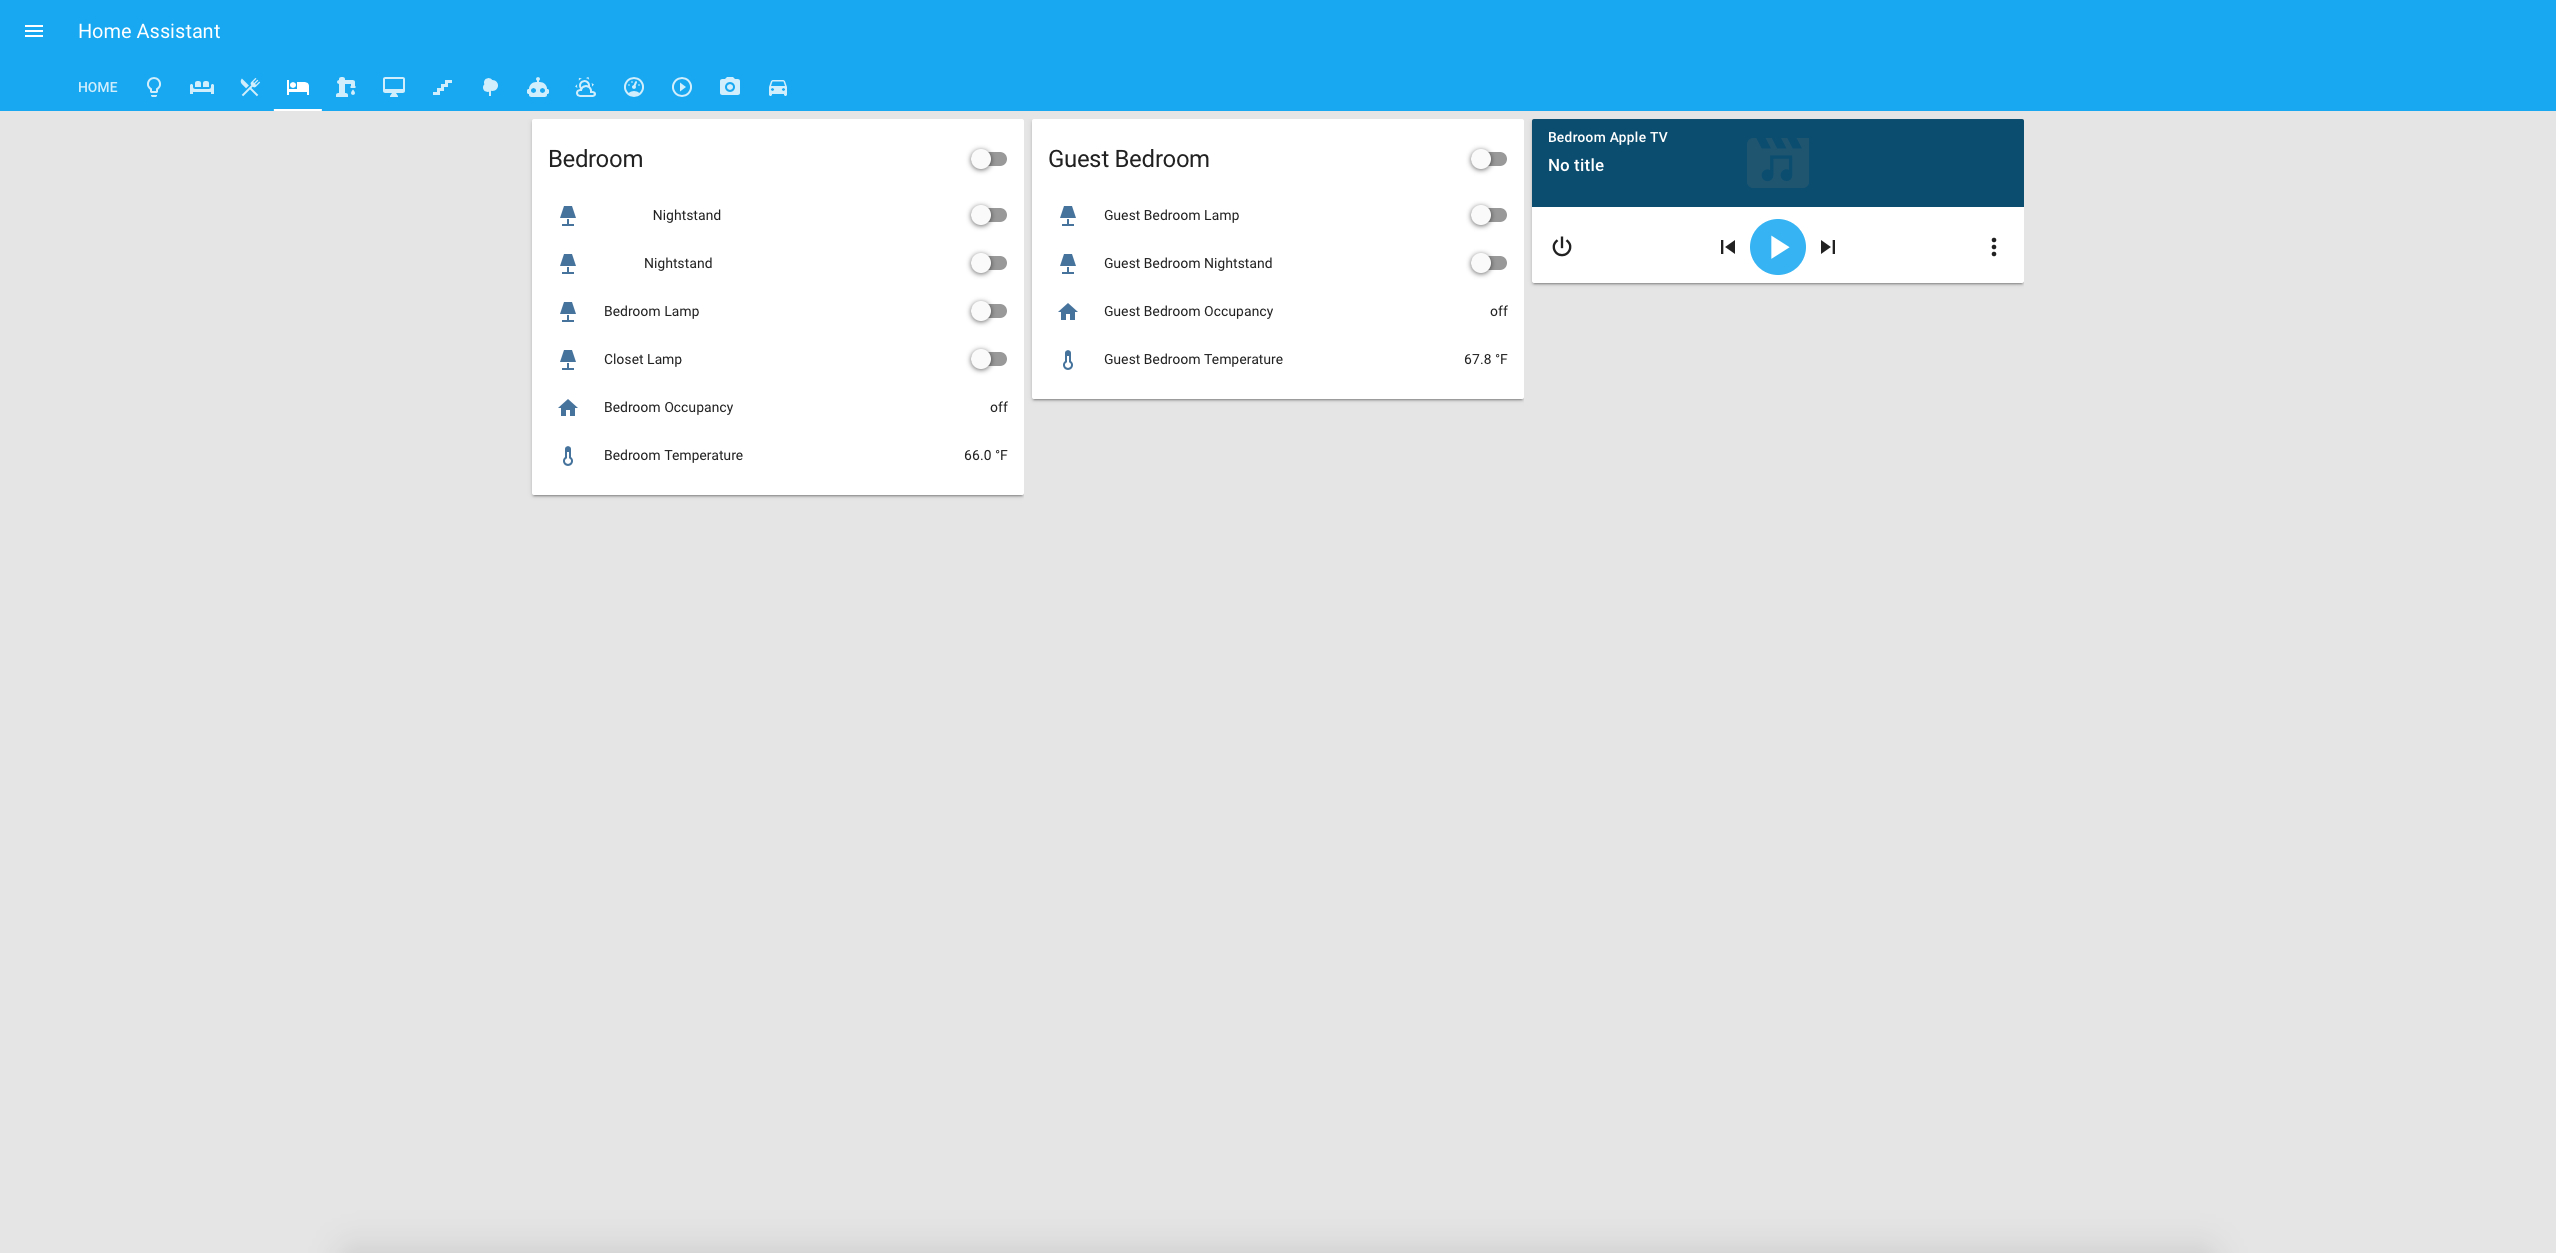 Home Assistant
HOME
Bedroom
Nightstand
Nightstand
Bedroom Lamp
Closet Lamp
Bedroom Occupancy off
Bedroom Temperature 66.0 °F
Guest Bedroom
Guest Bedroom Lamp
Guest Bedroom Nightstand
Guest Bedroom Occupancy off
Guest Bedroom Temperature 67.8 °F
Bedroom Apple TV
No title